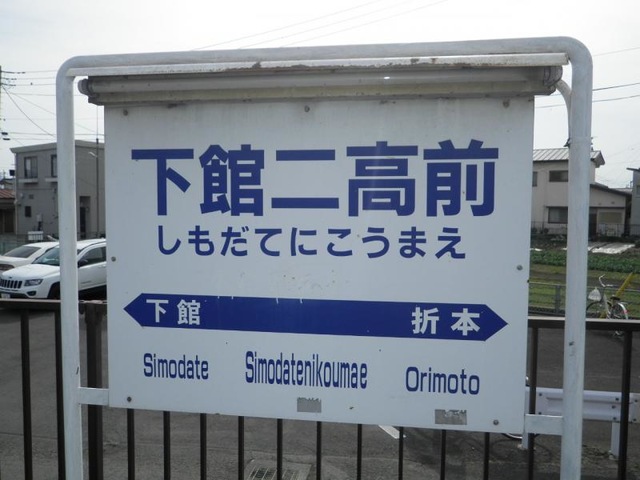 下館二高前
しもだてにこうまえ
下館 折本
Simodate Simodatenikoumae Orimoto